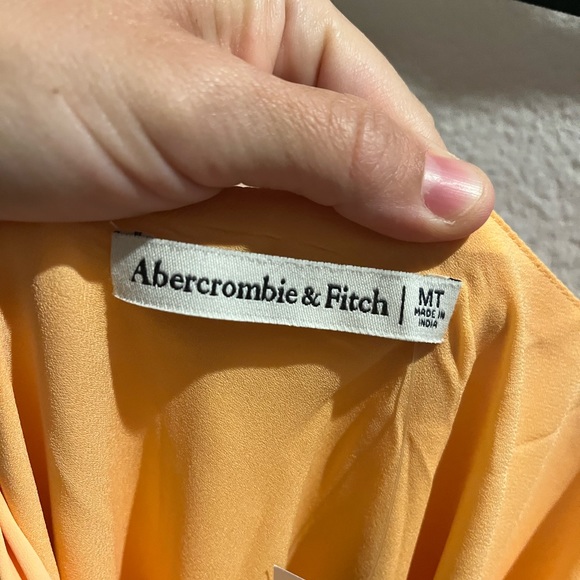 Abercrombie & Fitch | MT
MADE IN
INDIA